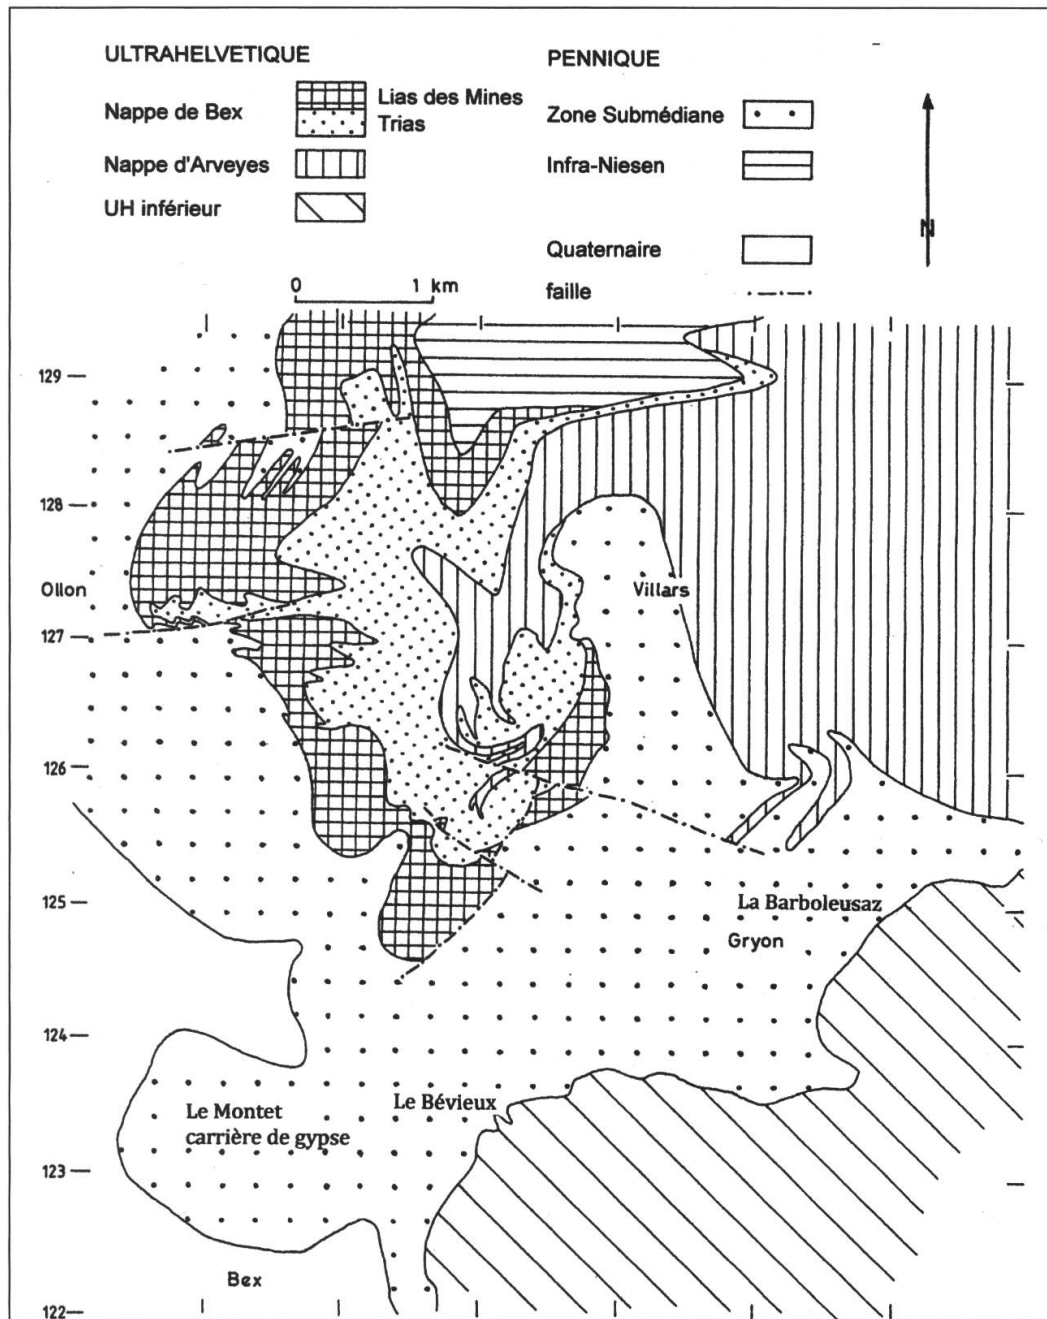 ULTRAHELVETIQUE
Nappe de Bex
Lias des Mines
Trias
Nappe d'Arveyes
UH inférieur
PENNIQUE
Zone Submédiane
Infra-Niesen
Quaternaire
faille
N
0 1 km
129
128
Ollon
Villars
127
126
125
La Barboleusaz
Gryon
124
Le Montet
carrière de gypse
Le Bévieux
123
Bex
122